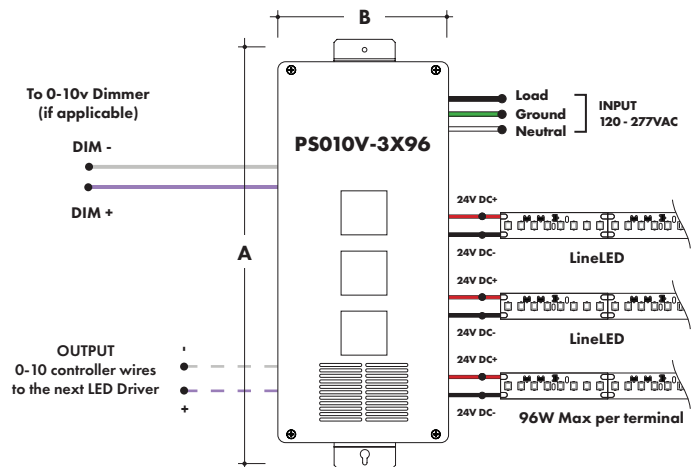 B
To 0-10v Dimmer
(if applicable)
DIM -
DIM +
A
PS010V-3X96
Load
Ground
Neutral
INPUT
120 - 277VAC
24V DC+
24V DC-
LineLED
24V DC+
24V DC-
LineLED
24V DC+
24V DC-
96W Max per terminal
OUTPUT
0-10 controller wires
to the next LED Driver
-
+